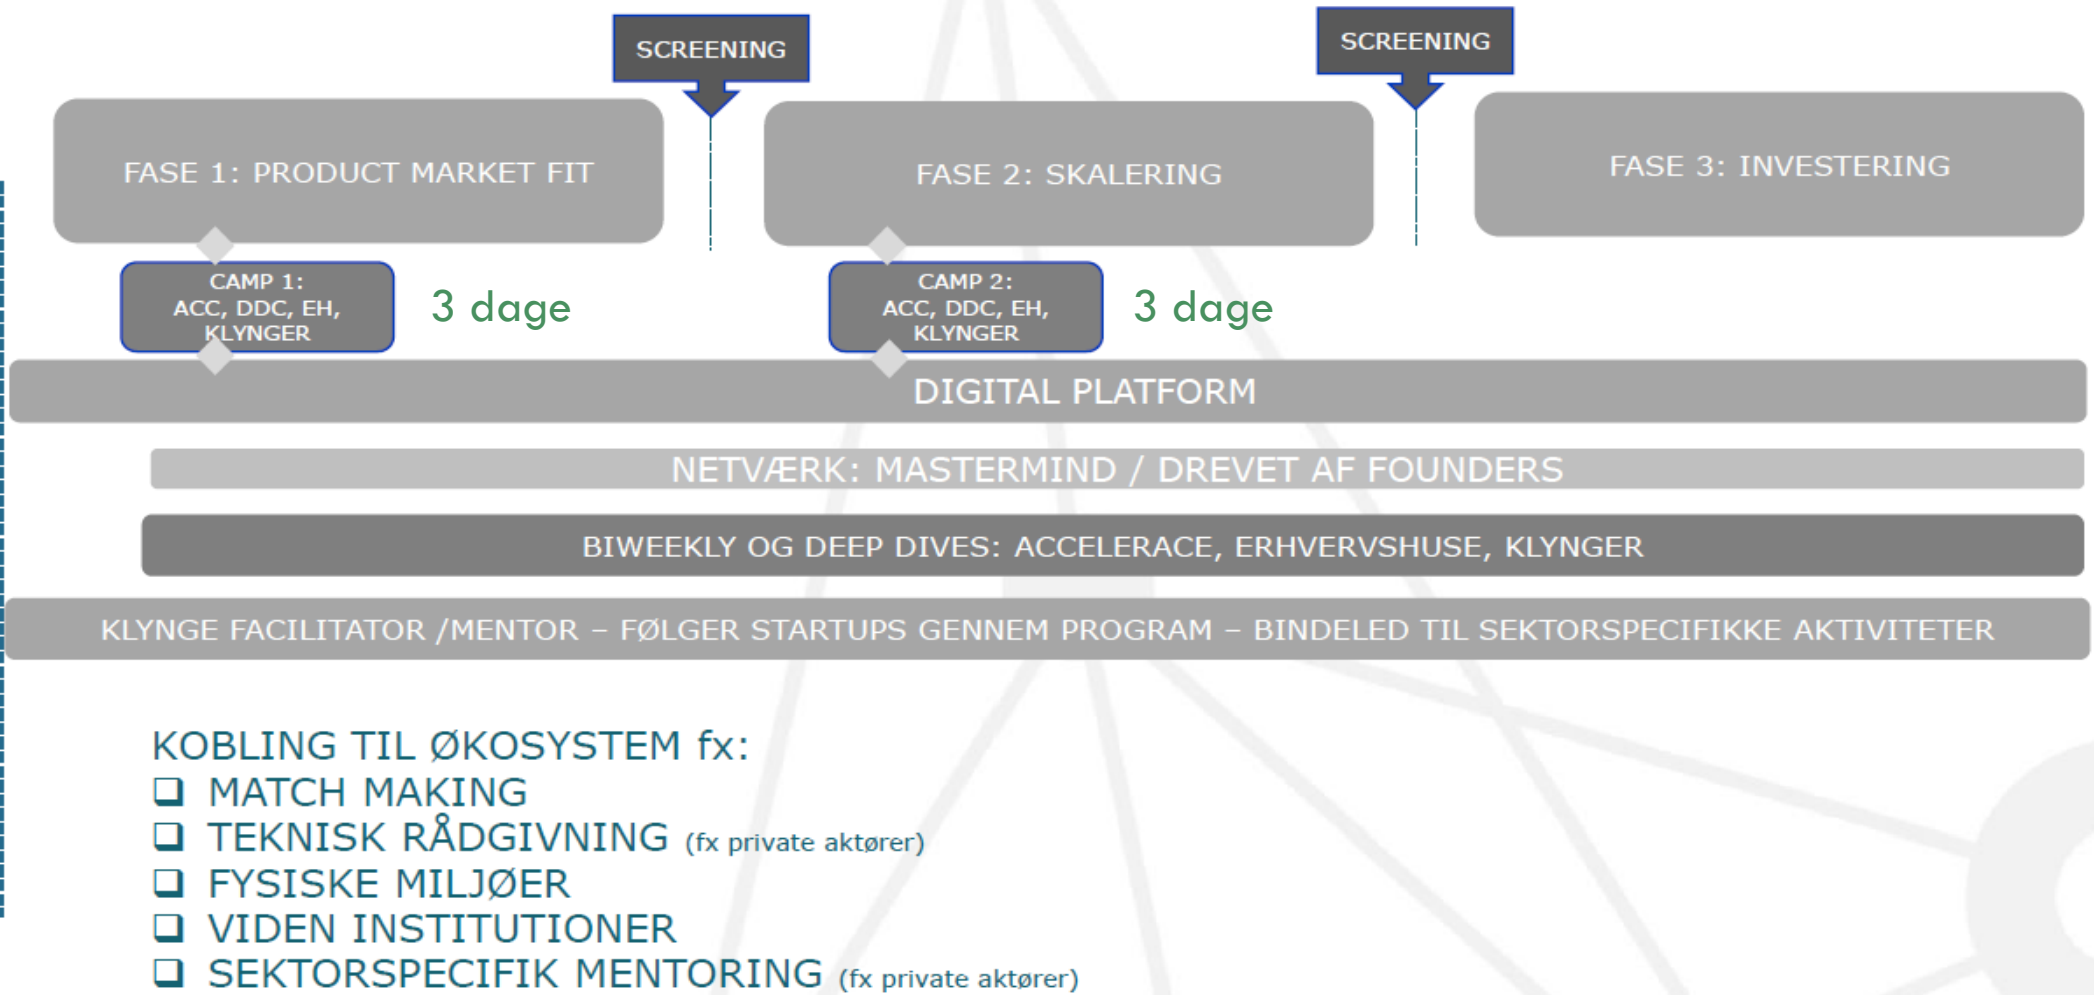 SCREENING
SCREENING
FASE 1: PRODUCT MARKET FIT
FASE 2: SKALERING
FASE 3: INVESTERING
CAMP 1:
ACC, DDC, EH,
KLYNGER
3 dage
CAMP 2:
ACC, DDC, EH,
KLYNGER
3 dage
DIGITAL PLATFORM
NETVÆRK: MASTERMIND / DREVET AF FOUNDERS
BIWEEKLY OG DEEP DIVES: ACCELERACE, ERHVERVSHUSE, KLYNGER
KLYNGE FACILITATOR /MENTOR – FØLGER STARTUPS GENNEM PROGRAM – BINDELED TIL SEKTORSPECIFIKKE AKTIVITETER
KOBLING TIL ØKOSYSTEM fx:
❑ MATCH MAKING
❑ TEKNISK RÅDGIVNING (fx private aktører)
❑ FYSISKE MILJØER
❑ VIDEN INSTITUTIONER
❑ SEKTORSPECIFIK MENTORING (fx private aktører)